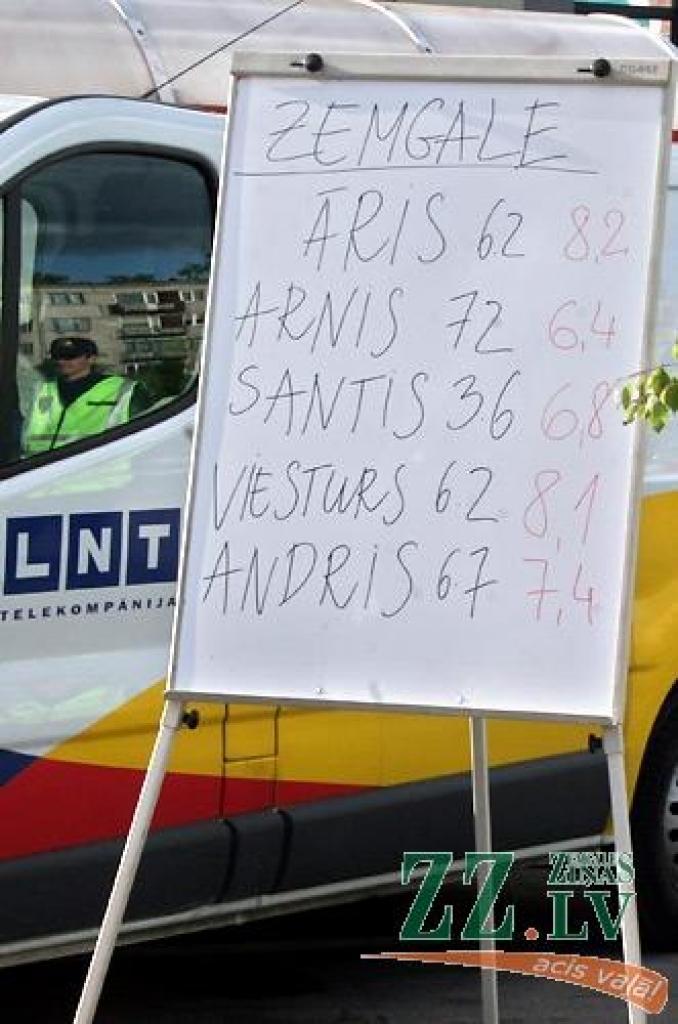 ZEMGALE
ĀRIS 62 8,2
ARNIS 72 6,4
SANTIS 36 6,8
VIESTURS 62 8,1
ANDRIS 67 7,4
LNT
TELEKOMPĀNIJA
ZEMGALES
ZIŅAS
ZZ.LV
acis vaļā!